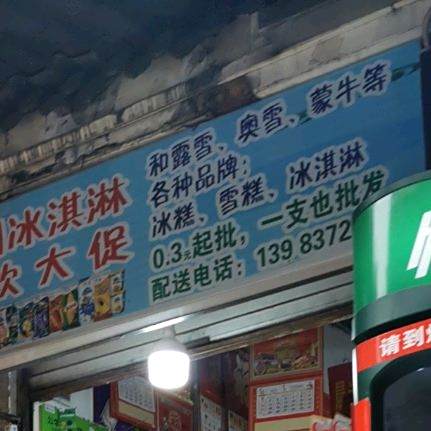 冰淇淋
大促
和露雪、奥雪、蒙牛等
各种品牌：
冰糕、雪糕、冰淇淋
0.3元起批，一支也批发
配送电话：139 8372
请到